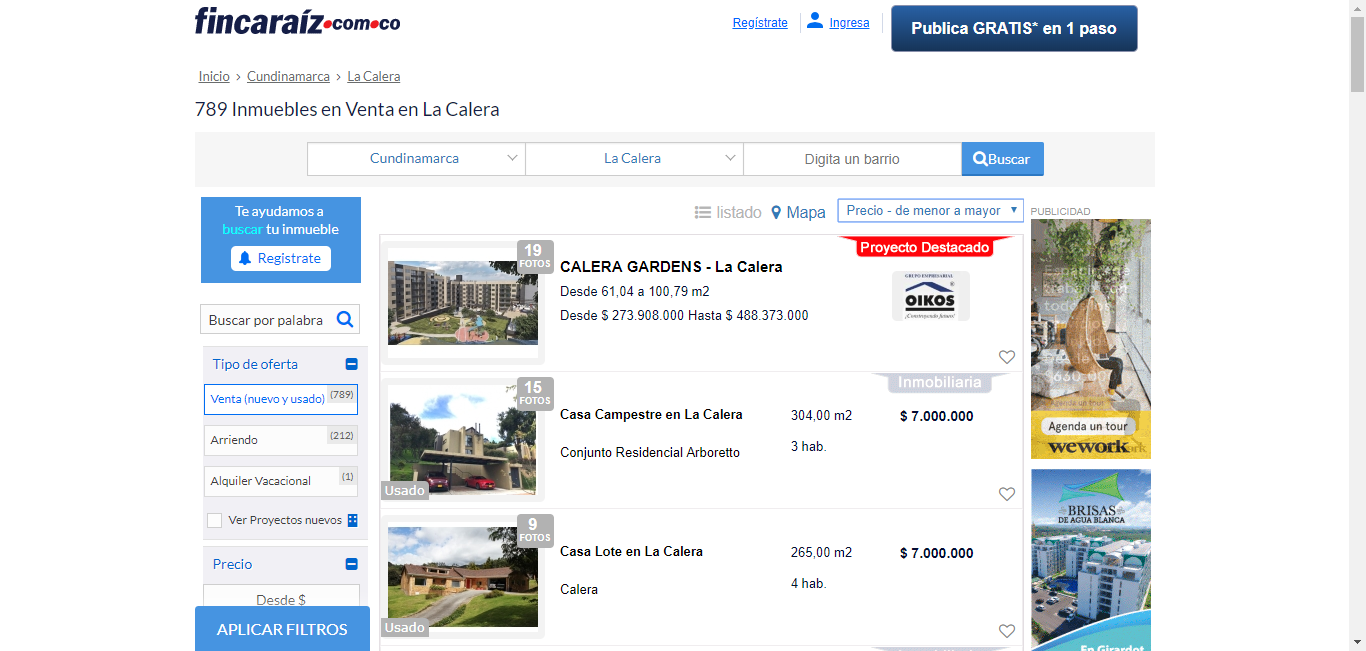 fincaraíz.com.co
Regístrate
Ingresa
Publica GRATIS* en 1 paso
Inicio › Cundinamarca › La Calera
789 Inmuebles en Venta en La Calera
Cundinamarca
La Calera
Digita un barrio
Buscar
Te ayudamos a
buscar tu inmueble
Registrate
Buscar por palabra
Tipo de oferta
Venta (nuevo y usado) (789)
Arriendo (212)
Alquiler Vacacional (1)
Ver Proyectos nuevos
Precio
Desde $
APLICAR FILTROS
listado
Mapa
Precio - de menor a mayor
19
FOTOS
CALERA GARDENS - La Calera
Desde 61,04 a 100,79 m2
Desde $ 273.908.000 Hasta $ 488.373.000
Proyecto Destacado
GRUPO EMPRESARIAL
OIKOS
¡Construyendo futuro!
15
FOTOS
Usado
Casa Campestre en La Calera
Conjunto Residencial Arboretto
304,00 m2
3 hab.
Inmobiliaria
$ 7.000.000
9
FOTOS
Usado
Casa Lote en La Calera
Calera
265,00 m2
4 hab.
$ 7.000.000
PUBLICIDAD
Agenda un tour
Agenda un tour
wework
BRISAS
DE AGUA BLANCA
En Girardot